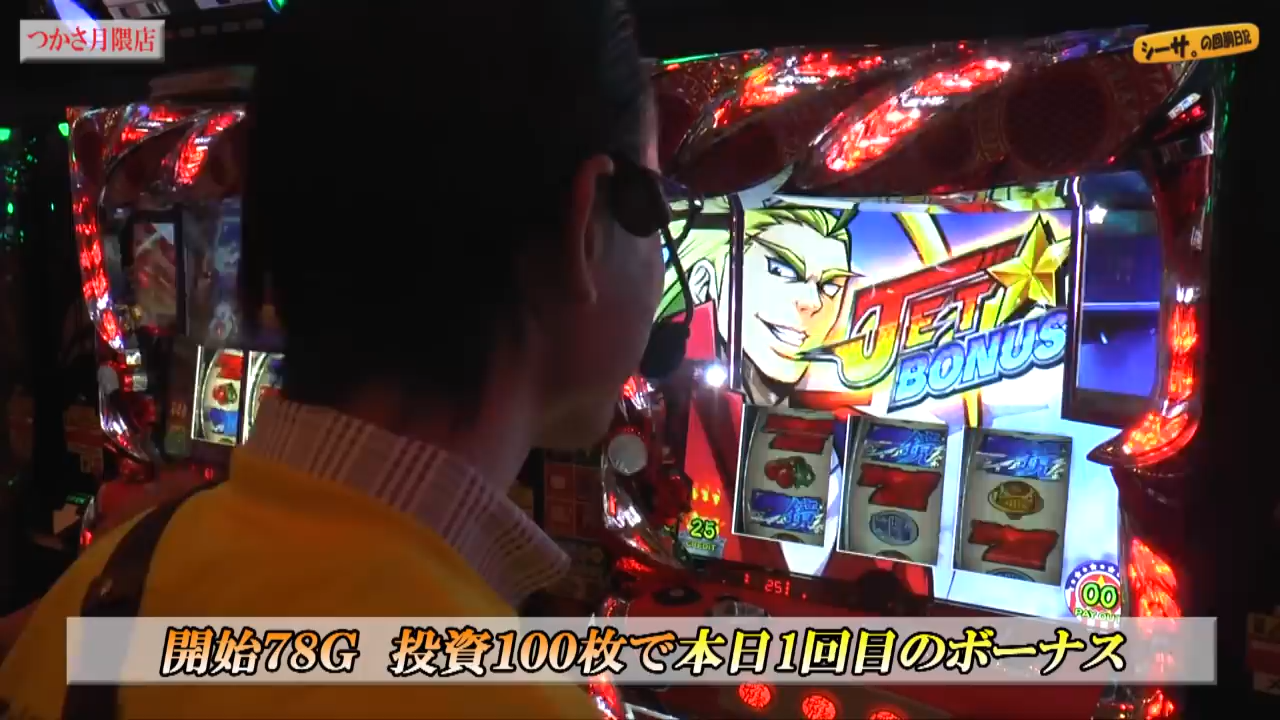 つかさ月隈店
シーサ。の回胴日記
JET
BONUS
25
CREDIT
25
00
PAY OUT
開始78G 投資100枚で本日1回目のボーナス